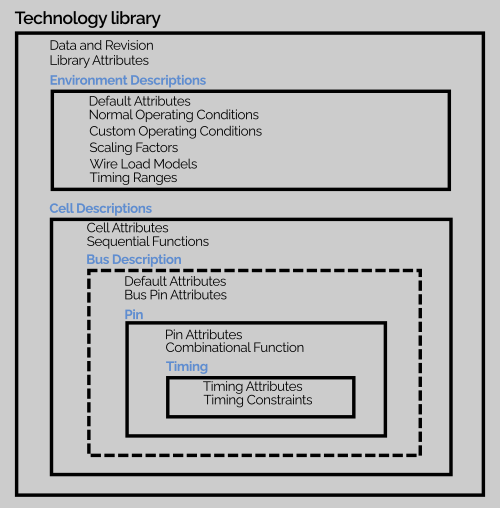 Technology library
Data and Revision
Library Attributes
Environment Descriptions
Default Attributes
Normal Operating Conditions
Custom Operating Conditions
Scaling Factors
Wire Load Models
Timing Ranges
Cell Descriptions
Cell Attributes
Sequential Functions
Bus Description
Default Attributes
Bus Pin Attributes
Pin
Pin Attributes
Combinational Function
Timing
Timing Attributes
Timing Constraints